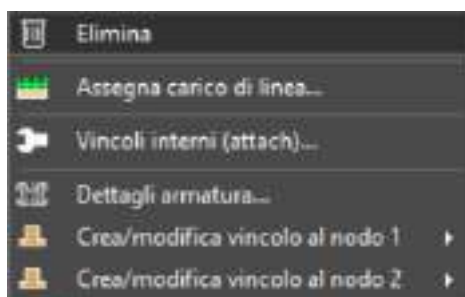 Elimina
Assegna carico di linea...
Vincoli interni (attach)...
Dettagli armatura...
Crea/modifica vincolo al nodo 1
Crea/modifica vincolo al nodo 2